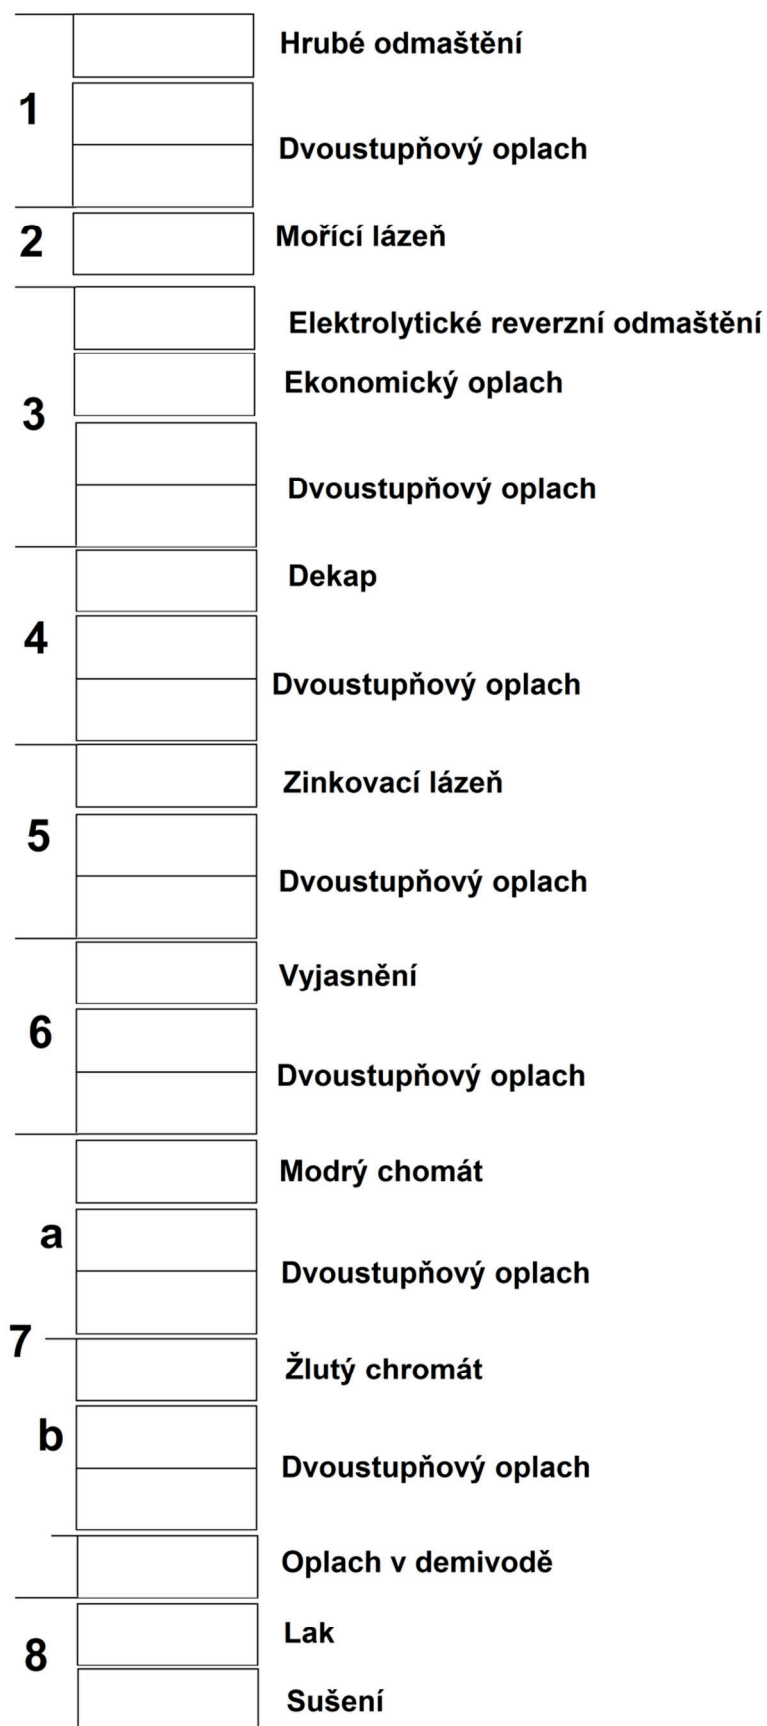 Hrubé odmaštění
1
Dvoustupňový oplach
2
Mořící lázeň
Elektrolytické reverzní odmaštění
Ekonomický oplach
3
Dvoustupňový oplach
Dekap
4
Dvoustupňový oplach
Zinkovací lázeň
5
Dvoustupňový oplach
Vyjasnění
6
Dvoustupňový oplach
Modrý chomát
a
Dvoustupňový oplach
7
Žlutý chromát
b
Dvoustupňový oplach
Oplach v demivodě
Lak
8
Sušení